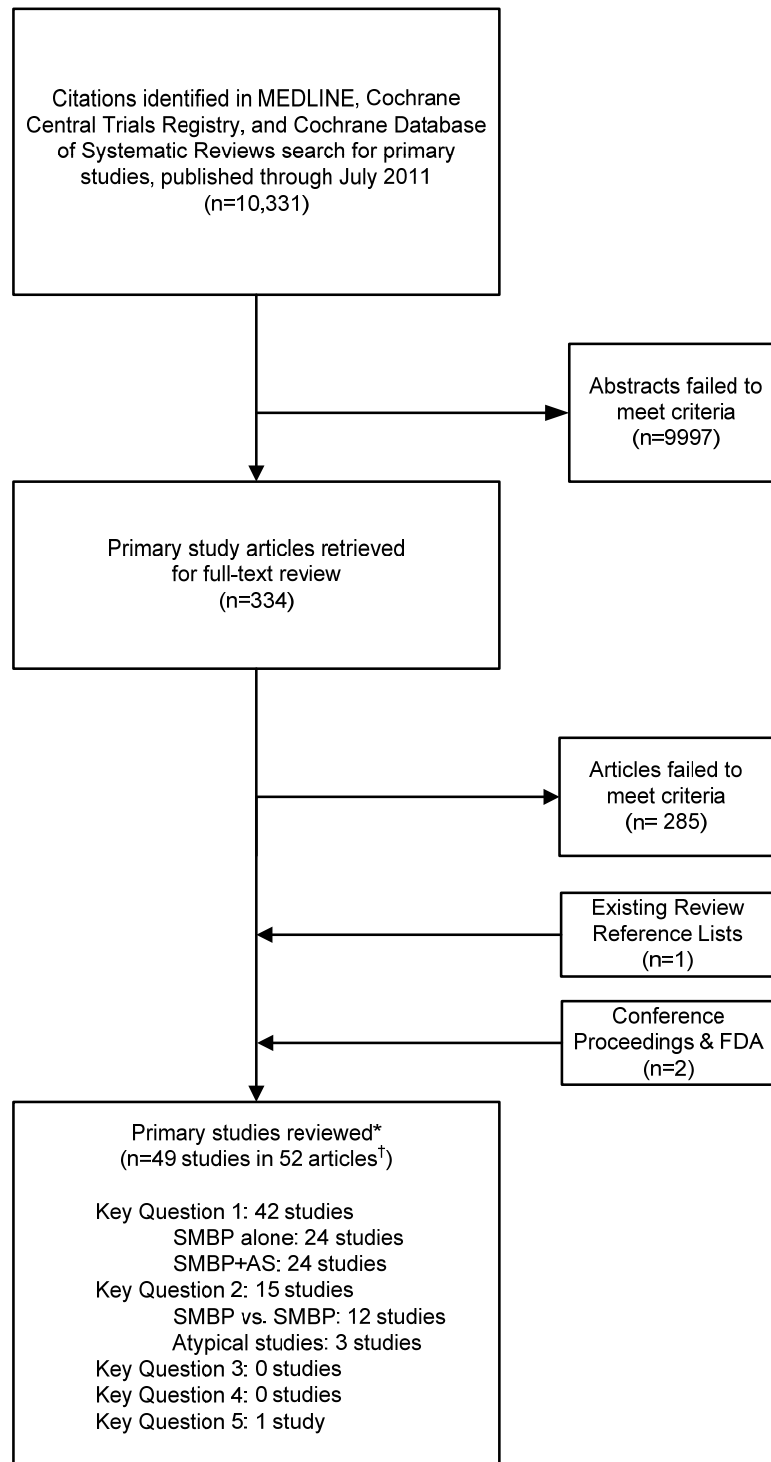 Citations identified in MEDLINE, Cochrane
Central Trials Registry, and Cochrane Database
of Systematic Reviews search for primary
studies, published through July 2011
(n=10,331)
Abstracts failed to
meet criteria
(n=9997)
Primary study articles retrieved
for full-text review
(n=334)
Articles failed to
meet criteria
(n= 285)
Existing Review
Reference Lists
(n=1)
Conference
Proceedings & FDA
(n=2)
Primary studies reviewed*
(n=49 studies in 52 articles†)
Key Question 1: 42 studies
SMBP alone: 24 studies
SMBP+AS: 24 studies
Key Question 2: 15 studies
SMBP vs. SMBP: 12 studies
Atypical studies: 3 studies
Key Question 3: 0 studies
Key Question 4: 0 studies
Key Question 5: 1 study